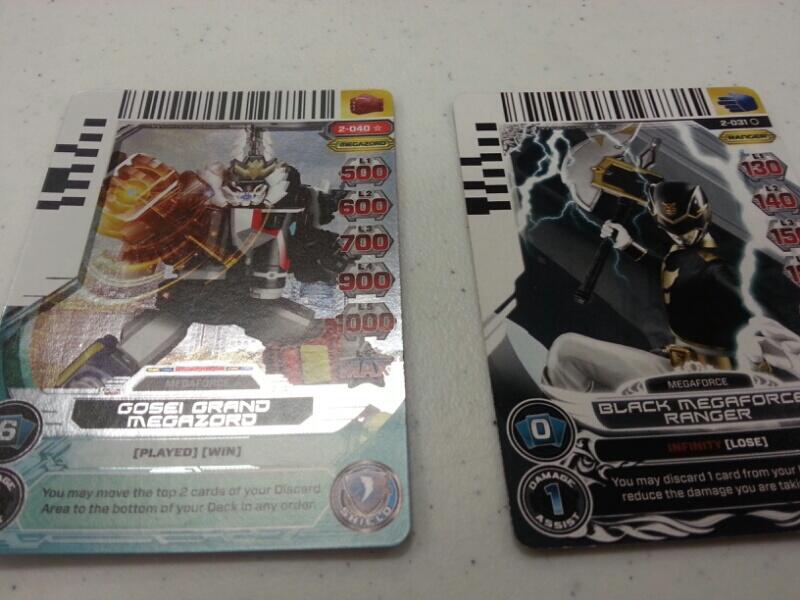 2-040
MEGAZORD
L1
500
L2
600
L3
700
L4
900
L5
1000
MEGAFORCE
GOSEI GRAND
MEGAZORD
6
[PLAYED] [WIN]
You may move the top 2 cards of your Discard
Area to the bottom of your Deck in any order.
SHIELD
2-031
RANGER
L1
130
L2
140
MEGAFORCE
BLACK MEGAFORCE
RANGER
0
INFINITY [LOSE]
DAMAGE
1
ASSIST
You may discard 1 card from your
reduce the damage you are